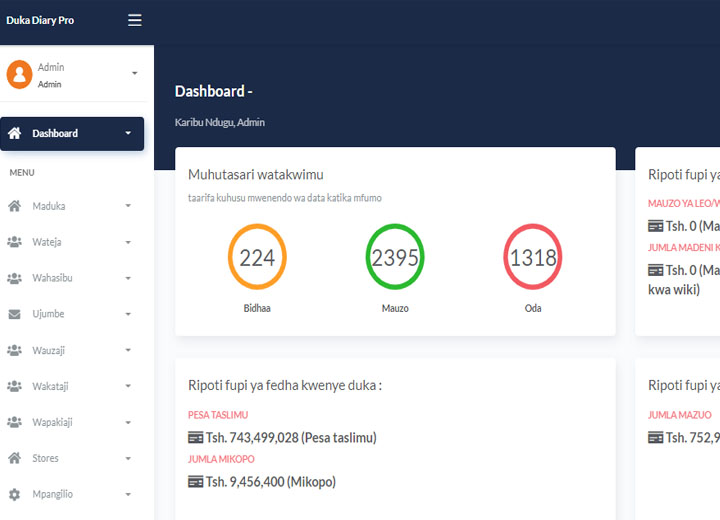 Duka Diary Pro
Admin
Admin
Dashboard
MENU
Maduka
Wateja
Wahasibu
Ujumbe
Wauzaji
Wakataji
Wapakiaji
Stores
Mpangilio
Dashboard -
Karibu Ndugu, Admin
Muhutasari watakwimu
taarifa kuhusu mwenendo wa data katika mfumo
224
2395
1318
Bidhaa
Mauzo
Oda
Ripoti fupi ya
MAUZO YA LEO/W
Tsh. 0 (Ma
JUMLA MADENI K
Tsh. 0 (Ma
kwa wiki)
Ripoti fupi ya fedha kwenye duka :
PESA TASLIMU
Tsh. 743,499,028 (Pesa taslimu)
JUMLA MIKOPO
Tsh. 9,456,400 (Mikopo)
Ripoti fupi ya
JUMLA MAZUO
Tsh. 752,9